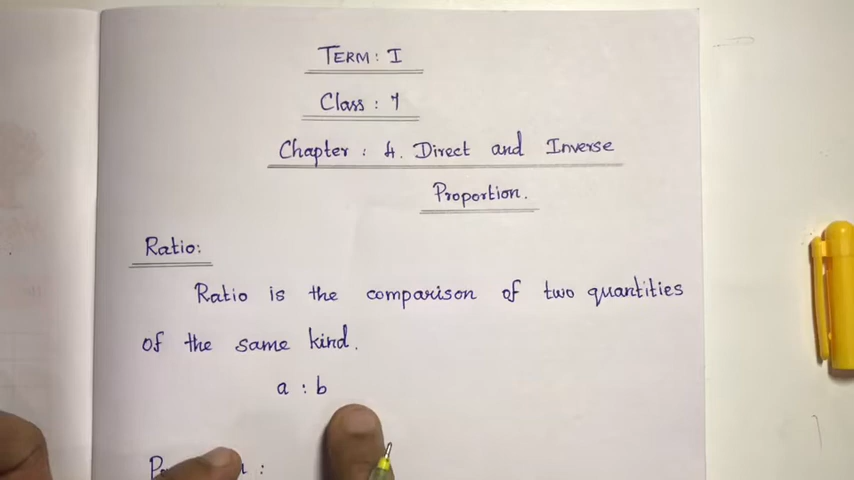 TERM: I
Class: 7
Chapter: 4. Direct and Inverse
Proportion.
Ratio:
Ratio is the comparison of two quantities
of the same kind.
a : b